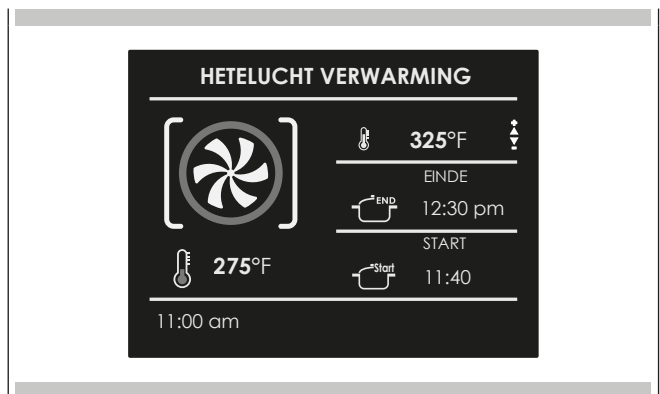 HETELUCHT VERWARMING
325°F
EINDE
END
12:30 pm
START
Start
11:40
275°F
11:00 am